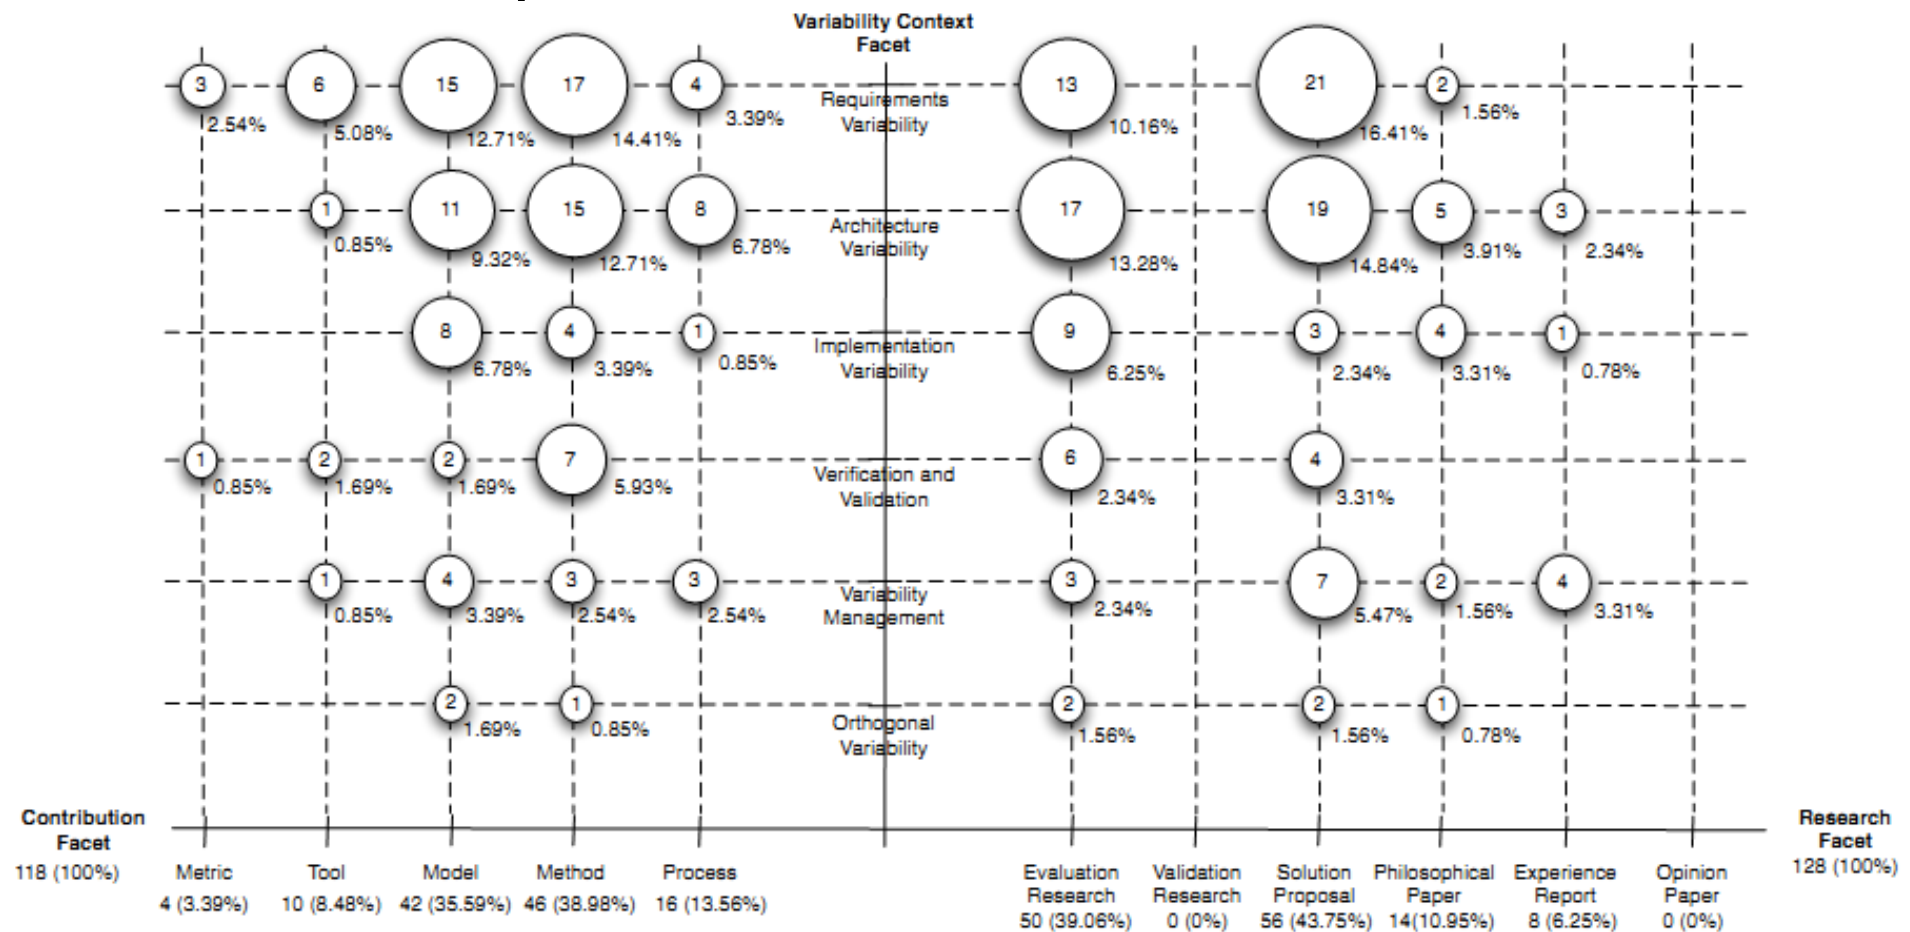 Variability Context
Facet
3
6
15
17
4
13
21
2
2.54%
5.08%
12.71%
14.41%
3.39%
Requirements
Variability
10.16%
16.41%
1.56%
1
11
15
8
17
19
5
3
0.85%
9.32%
12.71%
6.78%
Architecture
Variability
13.28%
14.84%
3.91%
2.34%
8
4
1
9
3
4
1
6.78%
3.39%
0.85%
Implementation
Variability
6.25%
2.34%
3.31%
0.78%
1
2
2
7
6
4
0.85%
1.69%
1.69%
5.93%
Verification and
Validation
2.34%
3.31%
1
4
3
3
3
7
2
4
0.85%
3.39%
2.54%
2.54%
Variability
Management
2.34%
5.47%
1.56%
3.31%
2
1
2
2
1
1.69%
0.85%
Orthogonal
Variability
1.56%
1.56%
0.78%
Contribution
Facet
118 (100%)
Metric
4 (3.39%)
Tool
10 (8.48%)
Model
42 (35.59%)
Method
46 (38.98%)
Process
16 (13.56%)
Evaluation
Research
50 (39.06%)
Validation
Research
0 (0%)
Solution
Proposal
56 (43.75%)
Philosophical
Paper
14(10.95%)
Experience
Report
8 (6.25%)
Opinion
Paper
0 (0%)
Research
Facet
128 (100%)